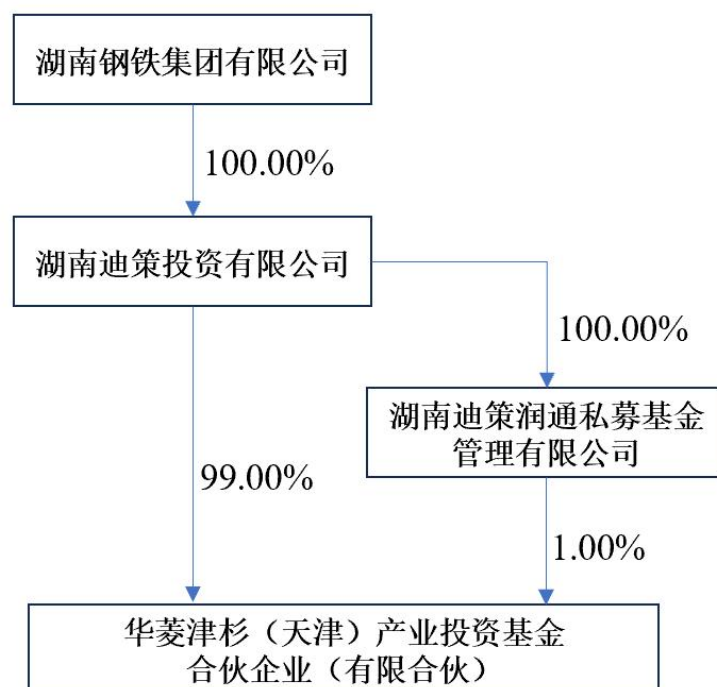 湖南钢铁集团有限公司
100.00%
湖南迪策投资有限公司
100.00%
湖南迪策润通私募基金
管理有限公司
99.00%
1.00%
华菱津杉（天津）产业投资基金
合伙企业（有限合伙）